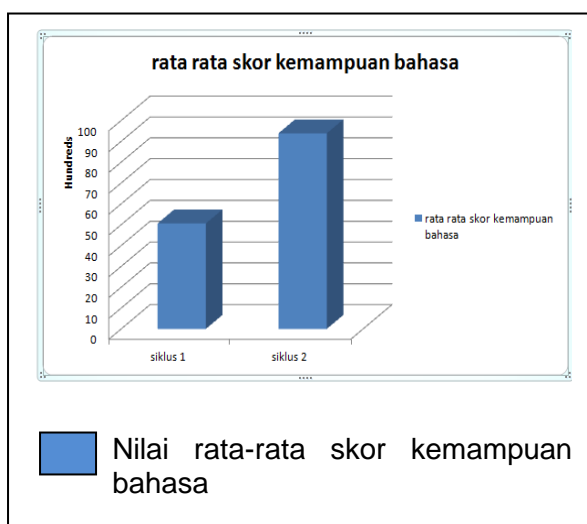 rata rata skor kemampuan bahasa
Hundreds
100
90
80
70
60
50
40
30
20
10
0
siklus 1
siklus 2
rata rata skor kemampuan
bahasa
Nilai rata-rata skor kemampuan
bahasa